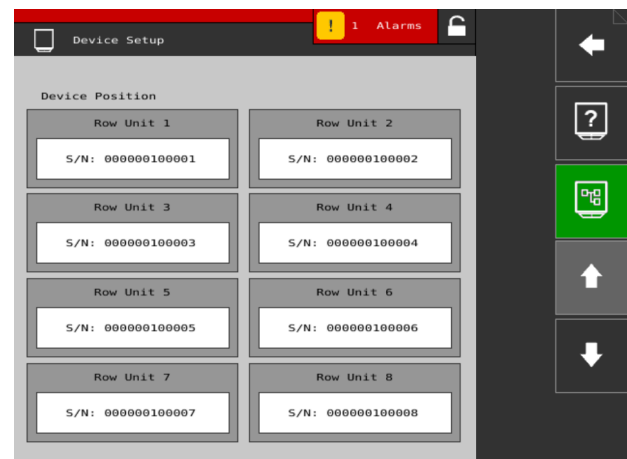 ! 1 Alarms
Device Setup
Device Position
Row Unit 1
Row Unit 2
S/N: 000000100001
S/N: 000000100002
Row Unit 3
Row Unit 4
S/N: 000000100003
S/N: 000000100004
Row Unit 5
Row Unit 6
S/N: 000000100005
S/N: 000000100006
Row Unit 7
Row Unit 8
S/N: 000000100007
S/N: 000000100008
?